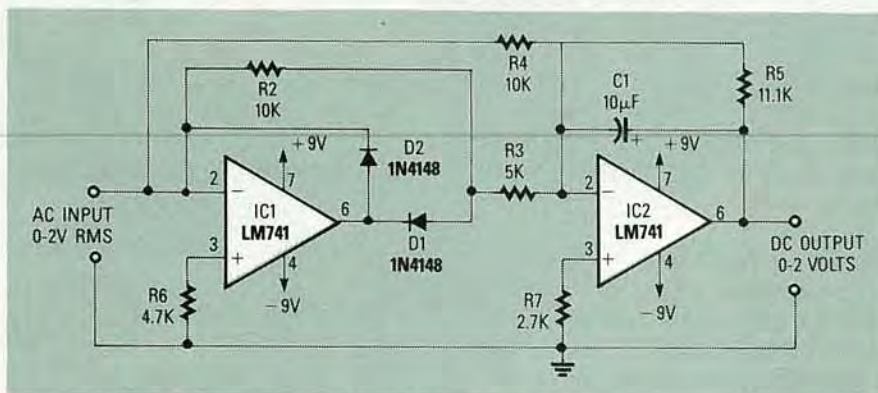 R4
10K
R2
10K
C1
10µF
+
R5
11.1K
+9V
D2
1N4148
R3
5K
+9V
2
−
7
IC1
LM741
6
D1
1N4148
2
−
7
IC2
LM741
6
AC INPUT
0-2V RMS
DC OUTPUT
0-2 VOLTS
3
+
4
−9V
R6
4.7K
3
+
4
−9V
R7
2.7K